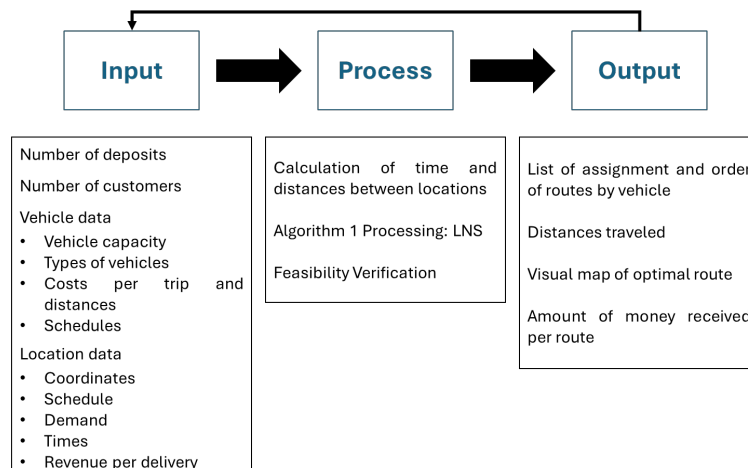 Input
Process
Output
Number of deposits
Number of customers
Vehicle data
• Vehicle capacity
• Types of vehicles
• Costs per trip and
distances
• Schedules
Location data
• Coordinates
• Schedule
• Demand
• Times
• Revenue per delivery
Calculation of time and
distances between locations
Algorithm 1 Processing: LNS
Feasibility Verification
List of assignment and order
of routes by vehicle
Distances traveled
Visual map of optimal route
Amount of money received
per route